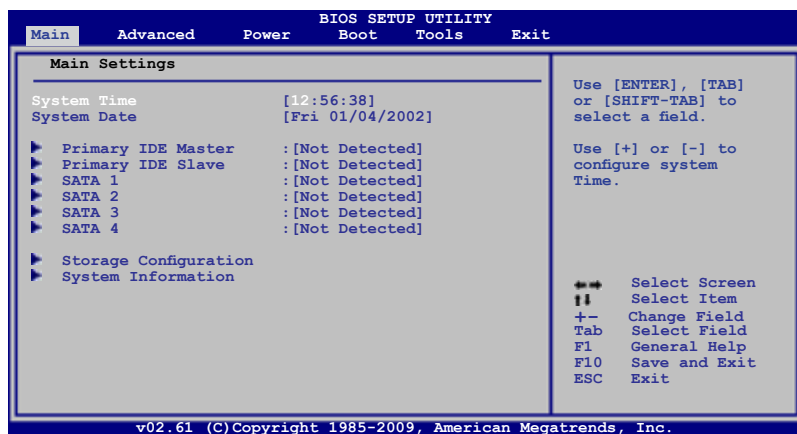 BIOS SETUP UTILITY
Main Advanced Power Boot Tools Exit
Main Settings
System Time [12:56:38]
System Date [Fri 01/04/2002]
Primary IDE Master :[Not Detected]
Primary IDE Slave :[Not Detected]
SATA 1 :[Not Detected]
SATA 2 :[Not Detected]
SATA 3 :[Not Detected]
SATA 4 :[Not Detected]
Storage Configuration
System Information
Use [ENTER], [TAB]
or [SHIFT-TAB] to
select a field.
Use [+] or [-] to
configure system
Time.
Select Screen
Select Item
+- Change Field
Tab Select Field
F1 General Help
F10 Save and Exit
ESC Exit
v02.61 (C)Copyright 1985-2009, American Megatrends, Inc.